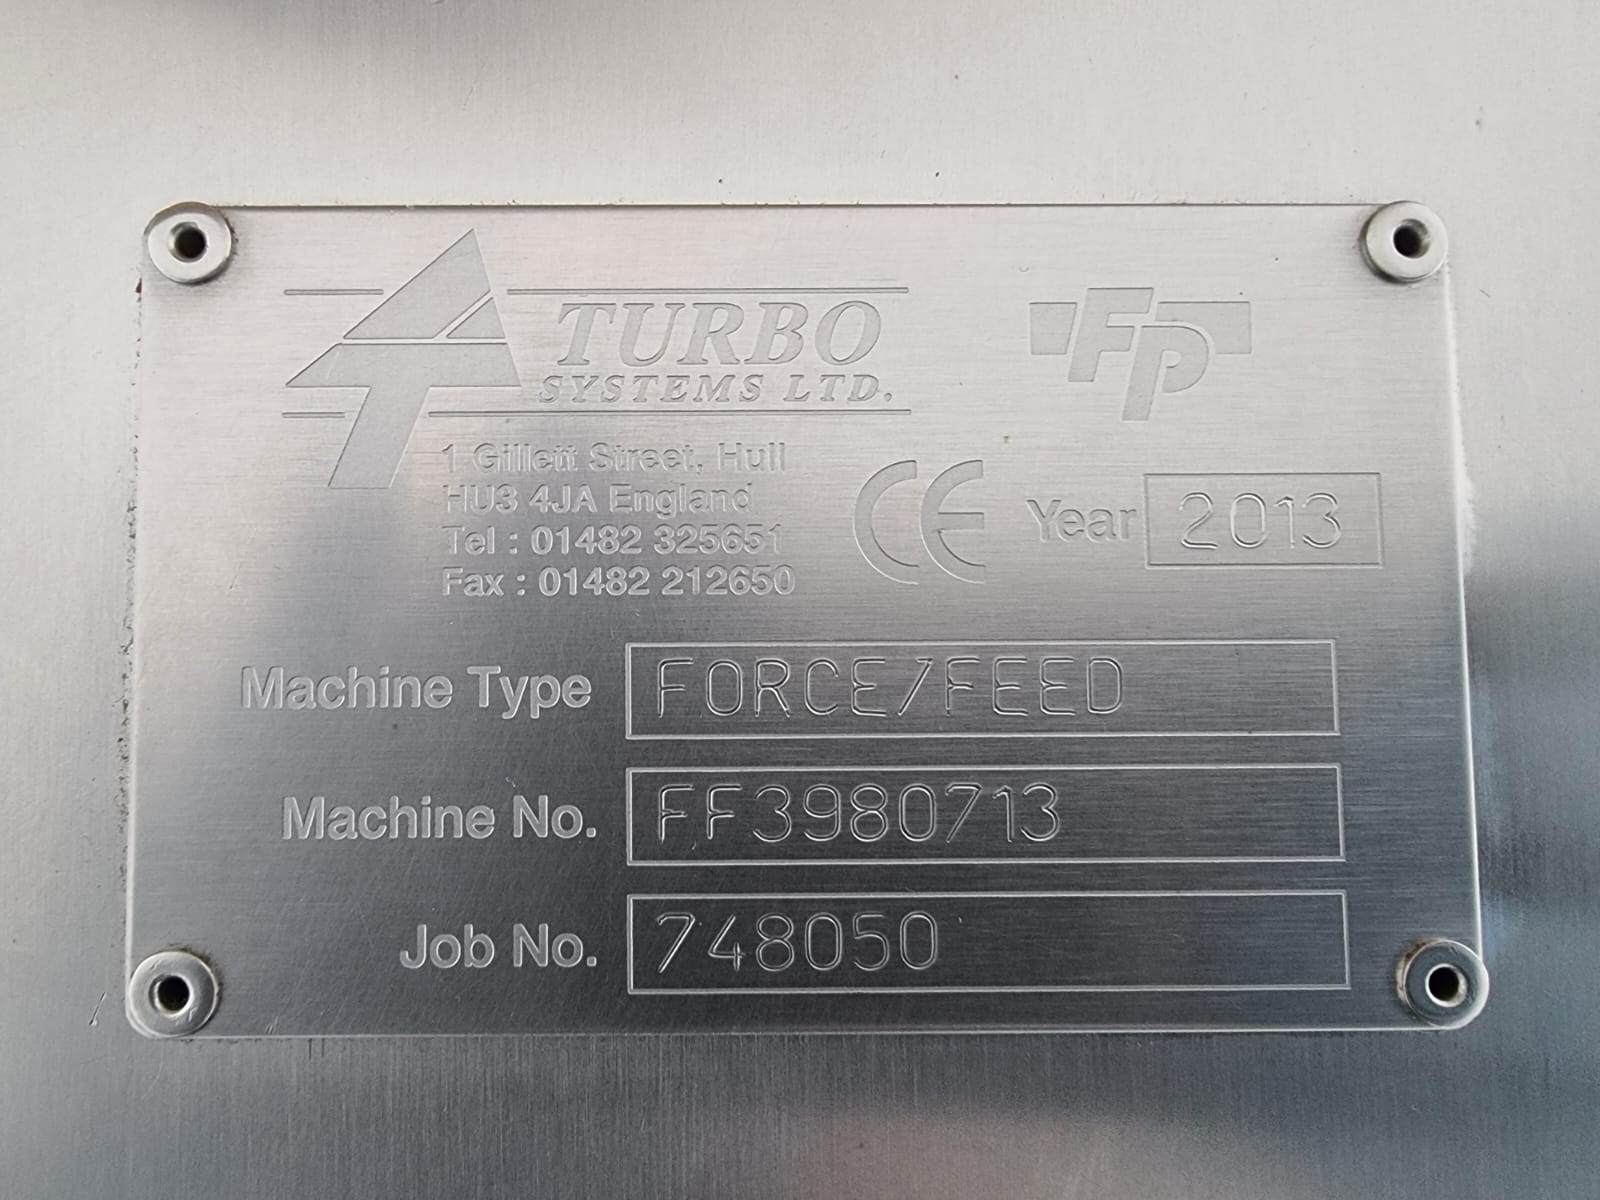 TURBO
SYSTEMS LTD.
FP
1 Gillett Street, Hull
HU3 4JA England
Tel : 01482 325651
Fax : 01482 212650
CE
Year 2013
Machine Type FORCE/FEED
Machine No. FF3980713
Job No. 748050